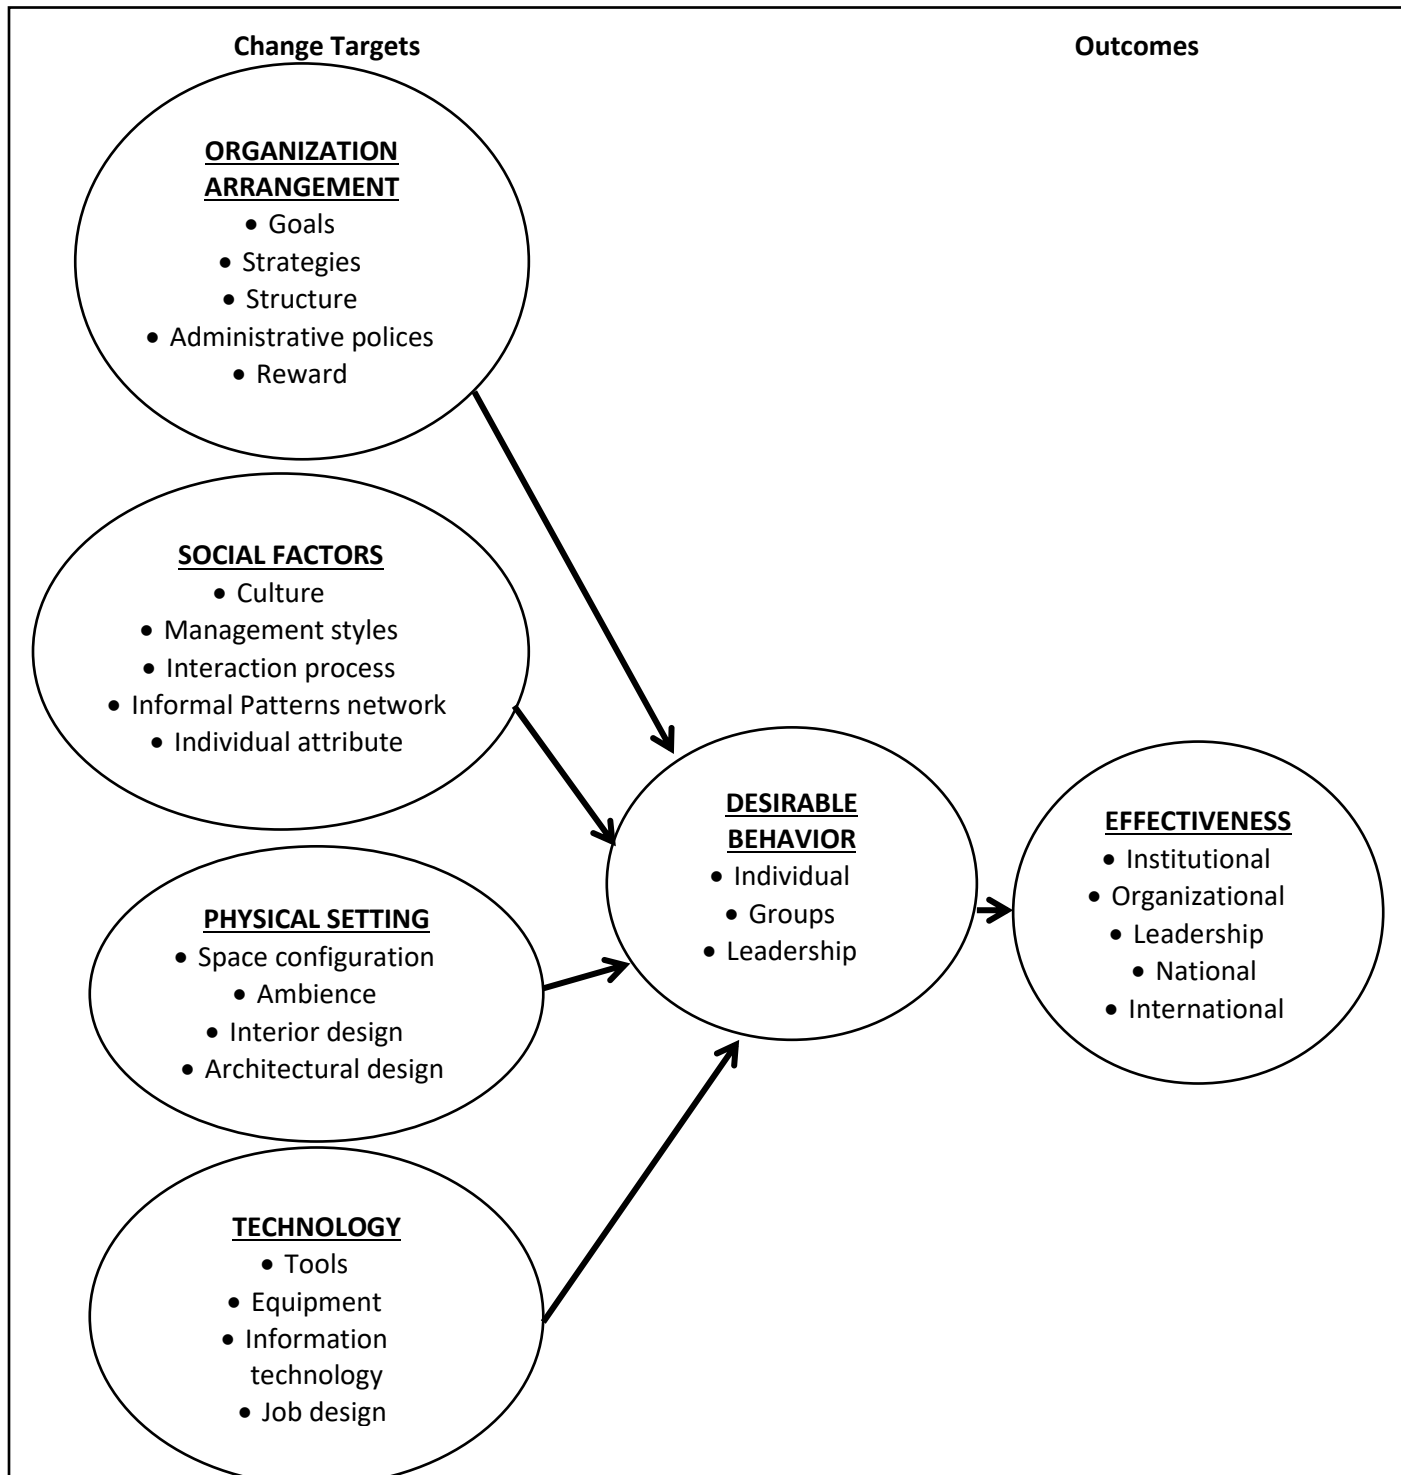 Change Targets
Outcomes
ORGANIZATION
ARRANGEMENT
• Goals
• Strategies
• Structure
• Administrative polices
• Reward
SOCIAL FACTORS
• Culture
• Management styles
• Interaction process
• Informal Patterns network
• Individual attribute
PHYSICAL SETTING
• Space configuration
• Ambience
• Interior design
• Architectural design
TECHNOLOGY
• Tools
• Equipment
• Information
technology
• Job design
DESIRABLE
BEHAVIOR
• Individual
• Groups
• Leadership
EFFECTIVENESS
• Institutional
• Organizational
• Leadership
• National
• International